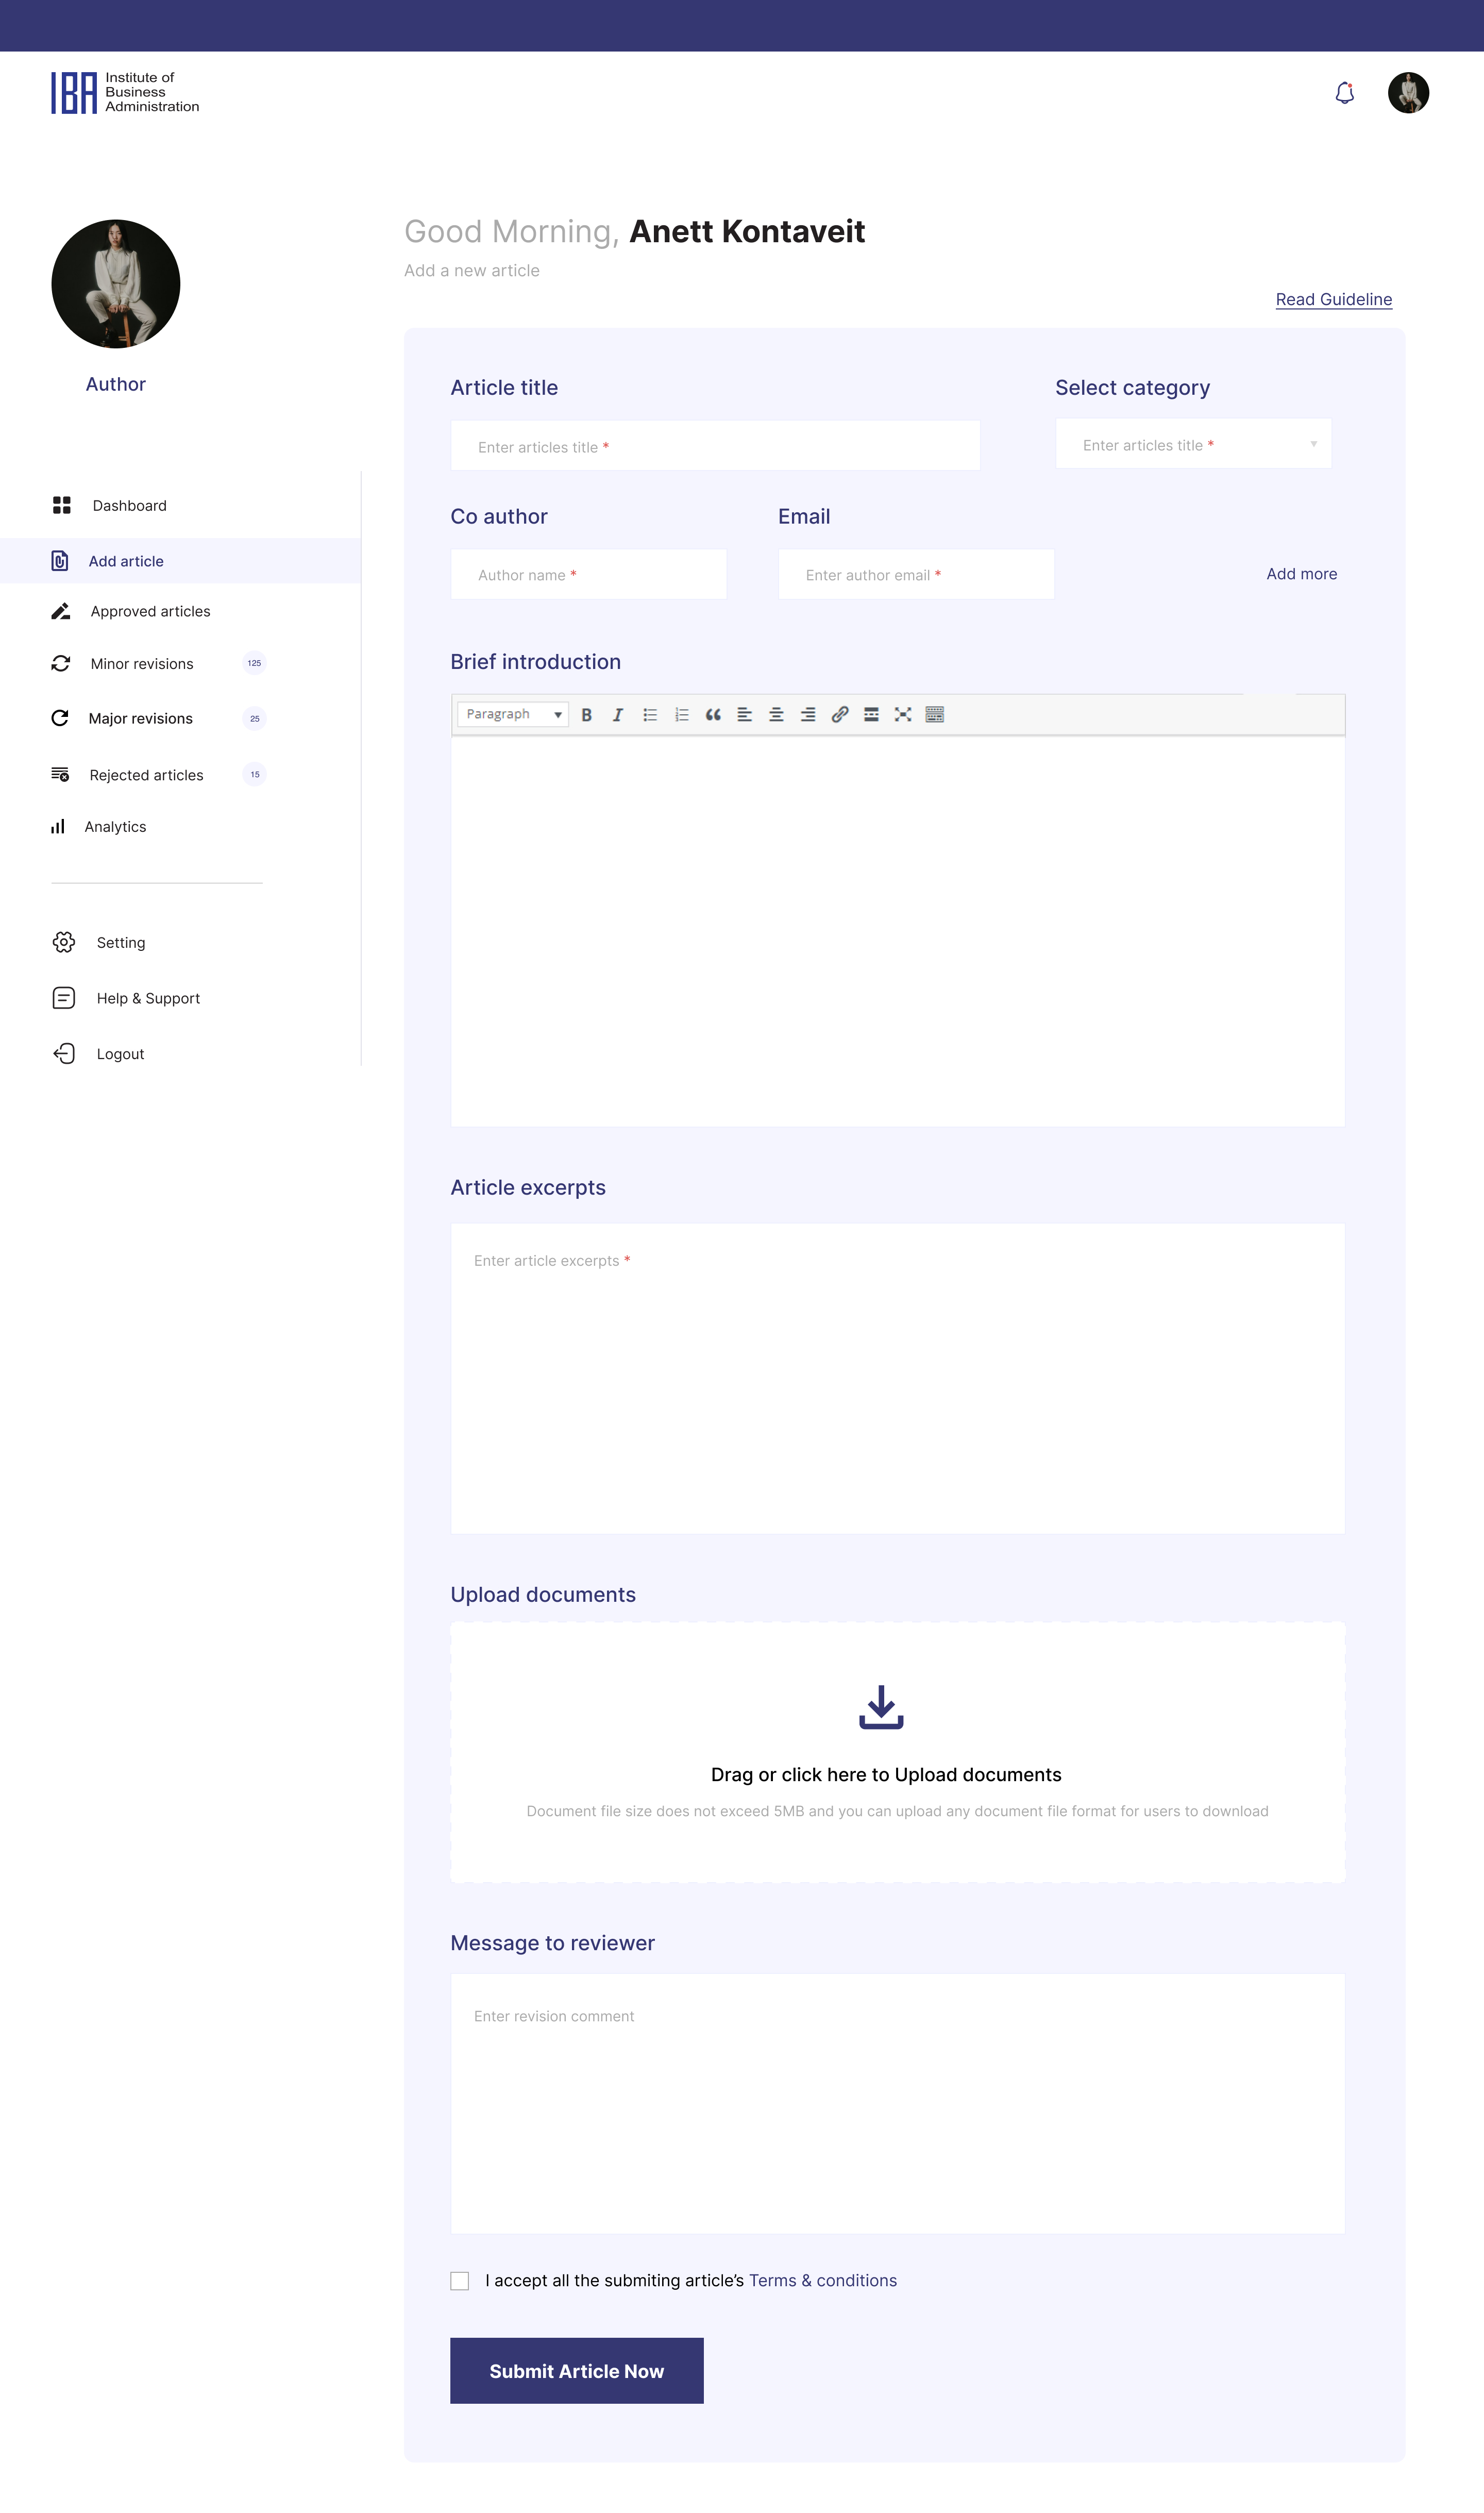 IBA
Institute of
Business
Administration
Good Morning, Anett Kontaveit
Add a new article
Read Guideline
Author
Dashboard
Add article
Approved articles
Minor revisions 125
Major revisions 25
Rejected articles 15
Analytics
Setting
Help & Support
Logout
Article title
Enter articles title *
Select category
Enter articles title *
Co author
Author name *
Email
Enter author email *
Add more
Brief introduction
Paragraph B I
Article excerpts
Enter article excerpts *
Upload documents
Drag or click here to Upload documents
Document file size does not exceed 5MB and you can upload any document file format for users to download
Message to reviewer
Enter revision comment
I accept all the submiting article’s Terms & conditions
Submit Article Now